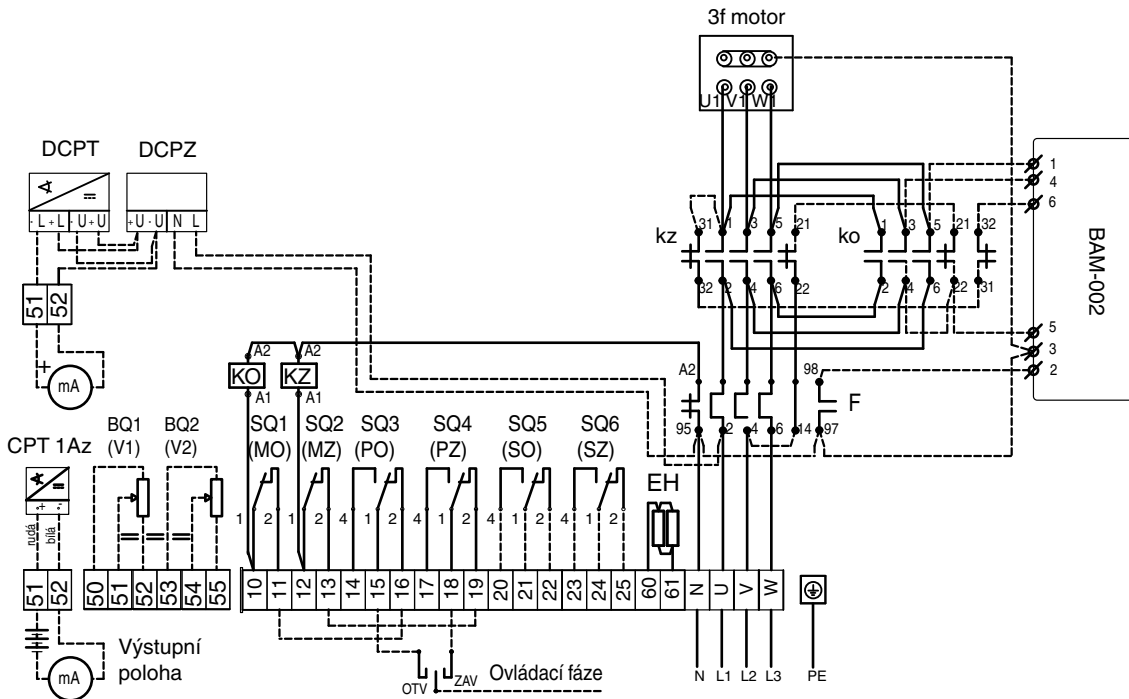 3f motor
U1 V1 W1
DCPT DCPZ
- L + L - U + U + U - U N L
51 52
+
mA
1
4
6
BAM-002
5
3
2
kz 31 1 3 5 21
32 2 4 6 22
ko 1 3 5 21 32
2 4 6 22 31
A2 A2
KO KZ
A1 A1
A2 98
F
95 2 4 6 14 97
CPT 1Az
+ -
rudá
bílá
51 52
mA
BQ1
(V1)
BQ2
(V2)
SQ1
(MO)
SQ2
(MZ)
SQ3
(PO)
SQ4
(PZ)
SQ5
(SO)
SQ6
(SZ)
EH
1 2 1 2 4 1 2 4 1 2 4 1 2 4 1 2
50 51 52 53 54 55
10 11 12 13 14 15 16 17 18 19 20 21 22 23 24 25 60 61 N U V W
Výstupní
poloha
OTV ZAV
Ovládací fáze
N L1 L2 L3 PE